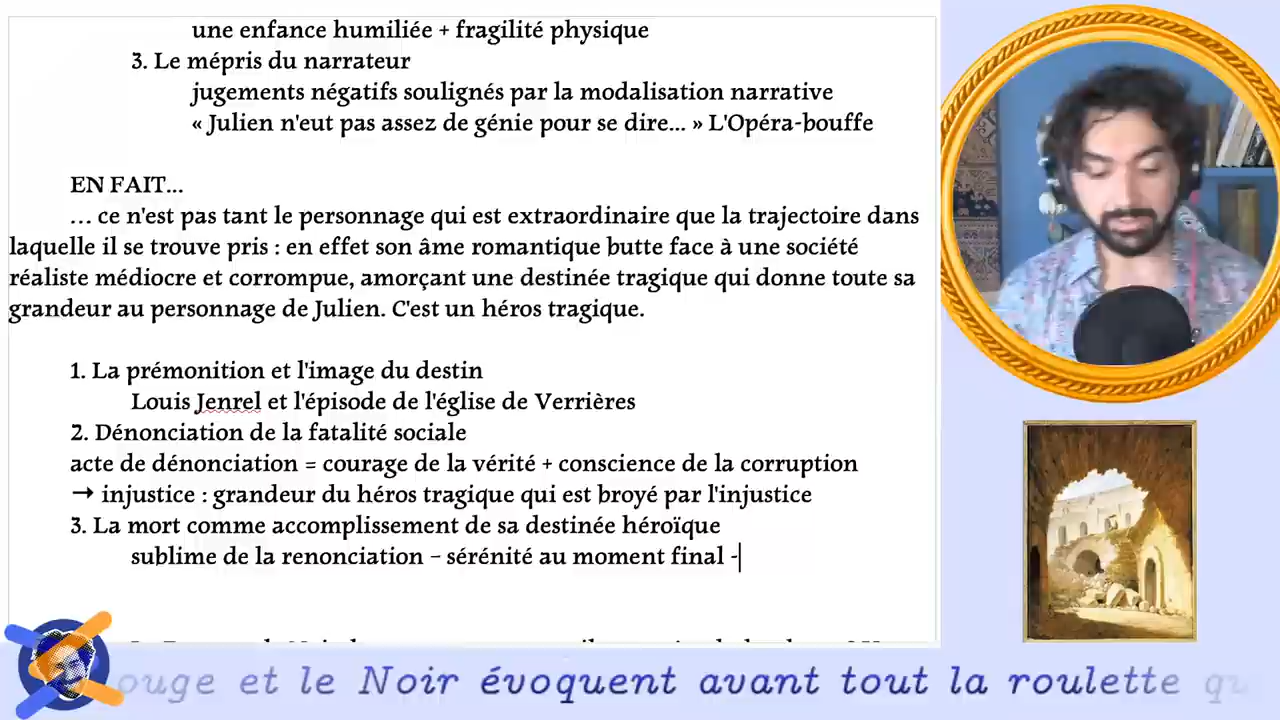 une enfance humiliée + fragilité physique
3. Le mépris du narrateur
jugements négatifs soulignés par la modalisation narrative
« Julien n'eut pas assez de génie pour se dire... » L'Opéra-bouffe
EN FAIT...
... ce n'est pas tant le personnage qui est extraordinaire que la trajectoire dans
laquelle il se trouve pris : en effet son âme romantique butte face à une société
réaliste médiocre et corrompue, amorçant une destinée tragique qui donne toute sa
grandeur au personnage de Julien. C'est un héros tragique.
1. La prémonition et l'image du destin
Louis Jenrel et l'épisode de l'église de Verrières
2. Dénonciation de la fatalité sociale
acte de dénonciation = courage de la vérité + conscience de la corruption
→ injustice : grandeur du héros tragique qui est broyé par l'injustice
3. La mort comme accomplissement de sa destinée héroïque
sublime de la renonciation – sérénité au moment final -
ouge et le Noir évoquent avant tout la roulette qu